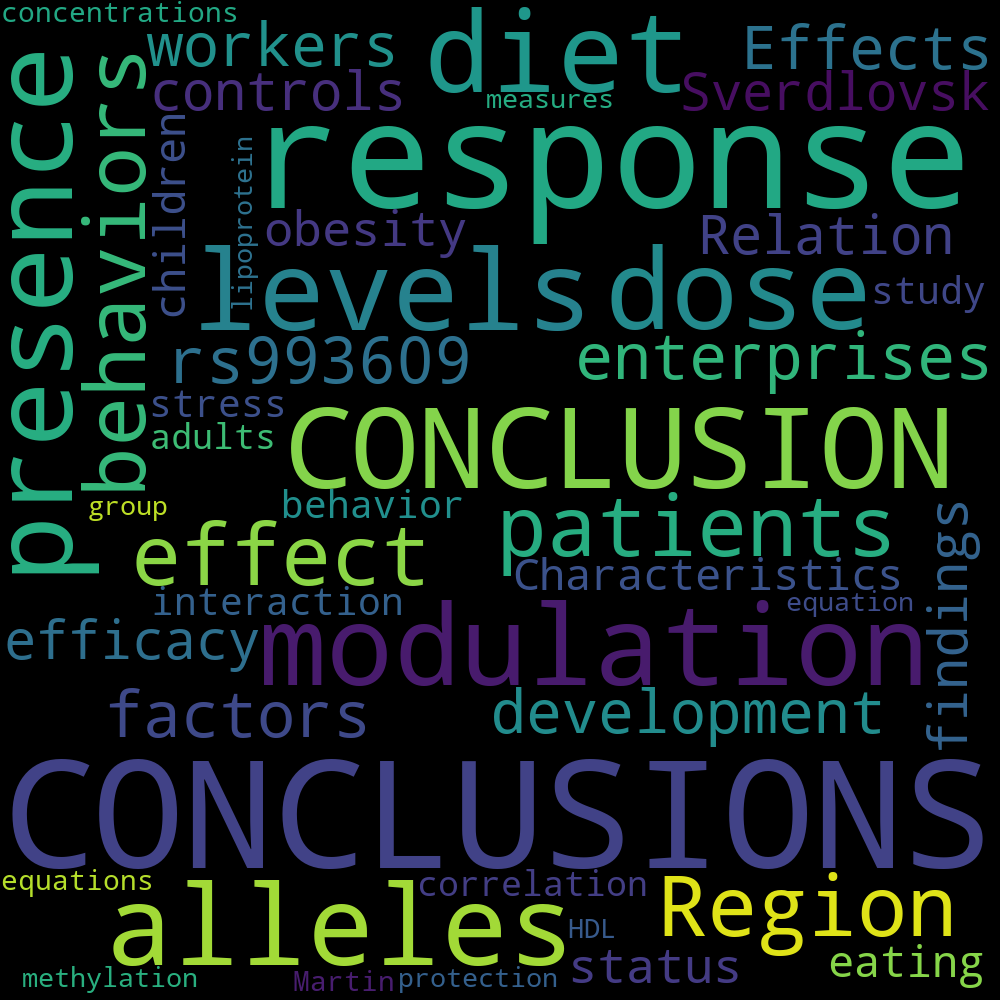 concentrations
presence
behaviors
workers
diet
Effects
controls
measures
Sverdlovsk
children
lipoprotein
response
obesity
Relation
levels
dose
study
rs993609
enterprises
stress
adults
CONCLUSION
group
behavior
patients
effect
Characteristics
findings
interaction
equation
efficacy
modulation
factors
development
CONCLUSIONS
equations
alleles
correlation
Region
HDL
status
eating
methylation
Martin
protection